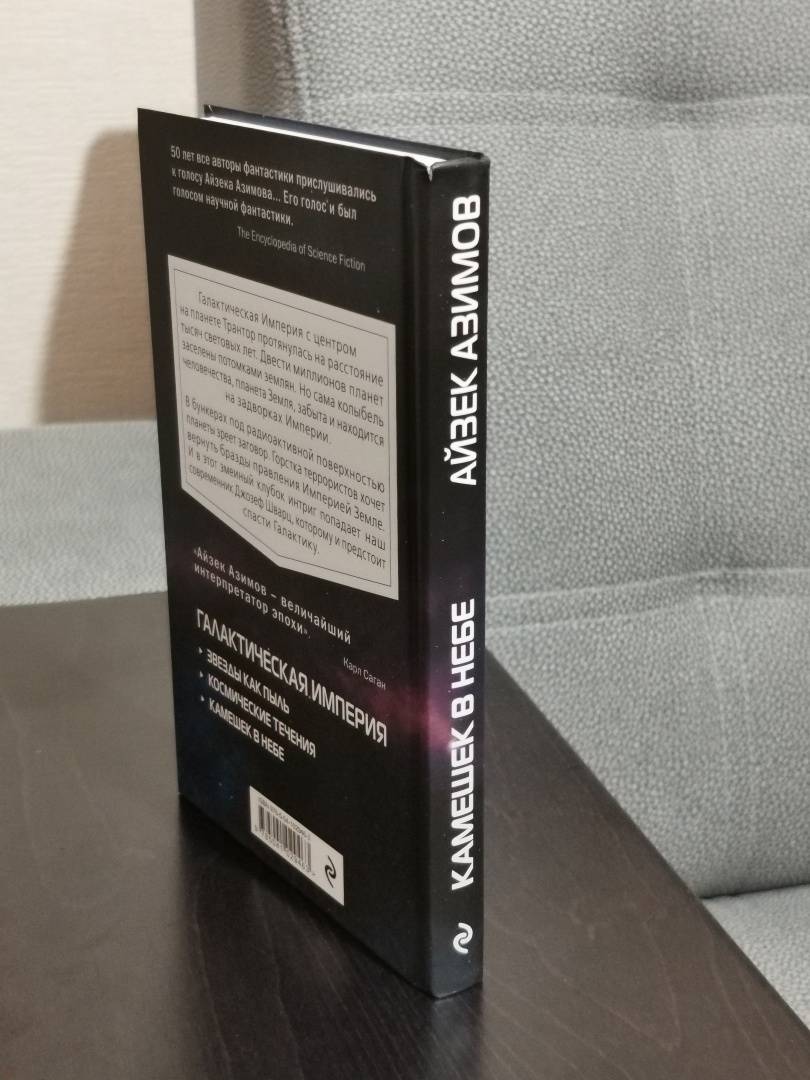 50 лет все авторы фантастики прислушивались
к голосу Айзека Азимова... Его голос и был
голосом научной фантастики.
The Encyclopedia of Science Fiction
Галактическая Империя с центром
на планете Трантор протянулась на расстояние
тысяч световых лет. Двести миллионов планет
заселены потомками землян. Но сама колыбель
человечества, планета Земля, забыта и находится
на задворках Империи.
В бункерах под радиоактивной поверхностью
планеты зреет заговор. Горстка террористов хочет
вернуть бразды правления Империей Земле.
И в этот змеиный клубок интриг попадает наш
современник Джозеф Шварц, которому и предстоит
спасти Галактику.
«Айзек Азимов – величайший
интерпретатор эпохи».
Карл Саган
ГАЛАКТИЧЕСКАЯ ИМПЕРИЯ
ЗВЕЗДЫ КАК ПЫЛЬ
КОСМИЧЕСКИЕ ТЕЧЕНИЯ
КАМЕШЕК В НЕБЕ
ISBN
АЙЗЕК АЗИМОВ
КАМЕШЕК В НЕБЕ